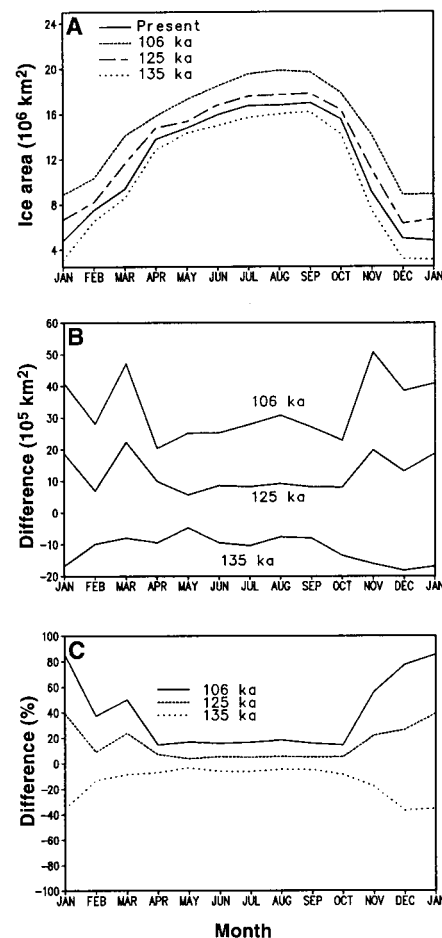 A
Present
106 ka
125 ka
135 ka
Ice area (10⁶ km²)
24
20
16
12
8
4
JAN FEB MAR APR MAY JUN JUL AUG SEP OCT NOV DEC JAN
B
Difference (10⁵ km²)
60
50
40
30
20
10
0
-10
-20
106 ka
125 ka
135 ka
JAN FEB MAR APR MAY JUN JUL AUG SEP OCT NOV DEC JAN
C
106 ka
125 ka
135 ka
Difference (%)
100
80
60
40
20
0
-20
-40
-60
-80
-100
JAN FEB MAR APR MAY JUN JUL AUG SEP OCT NOV DEC JAN
Month